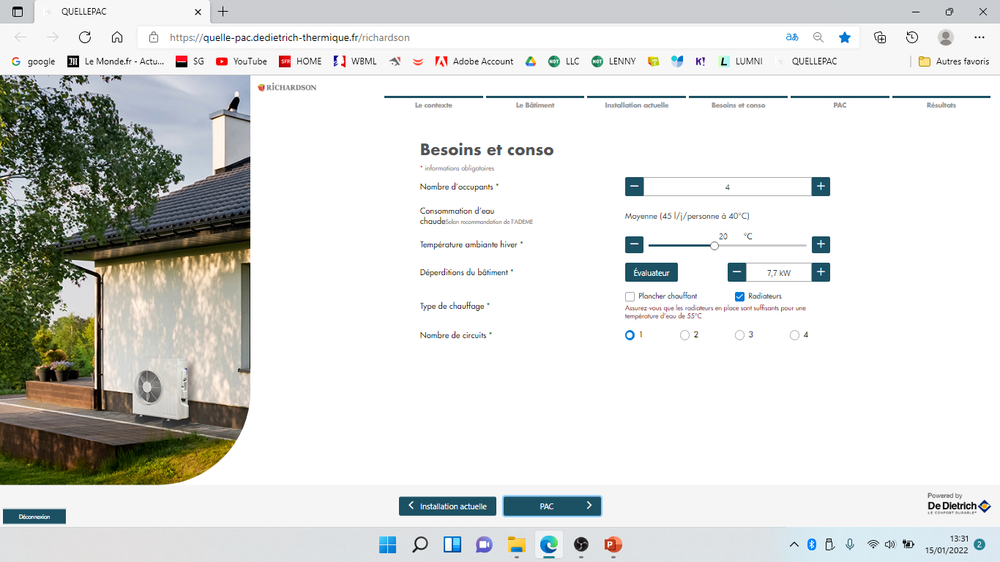 QUELLEPAC
https://quelle-pac.dedietrich-thermique.fr/richardson
google
Le Monde.fr - Actu...
SG
YouTube
SFR HOME
WBML
Adobe Account
NOT LLC
NOT LENNY
K!
L LUMNI
QUELLEPAC
Autres favoris
RICHARDSON
Le contexte
Le Bâtiment
Installation actuelle
Besoins et conso
PAC
Résultats
Besoins et conso
* informations obligatoires
Nombre d'occupants *
4
Consommation d'eau
chaudeSelon recommandation de l'ADEME
Moyenne (45 l/j/personne à 40°C)
Température ambiante hiver *
20 °C
Déperditions du bâtiment *
Évaluateur
7,7 kW
Type de chauffage *
Plancher chauffant
Radiateurs
Assurez-vous que les radiateurs en place sont suffisants pour une
température d'eau de 55°C
Nombre de circuits *
1
2
3
4
Déconnexion
Installation actuelle
PAC
Powered by
De Dietrich
LE CONFORT DURABLE®
13:31
15/01/2022
2